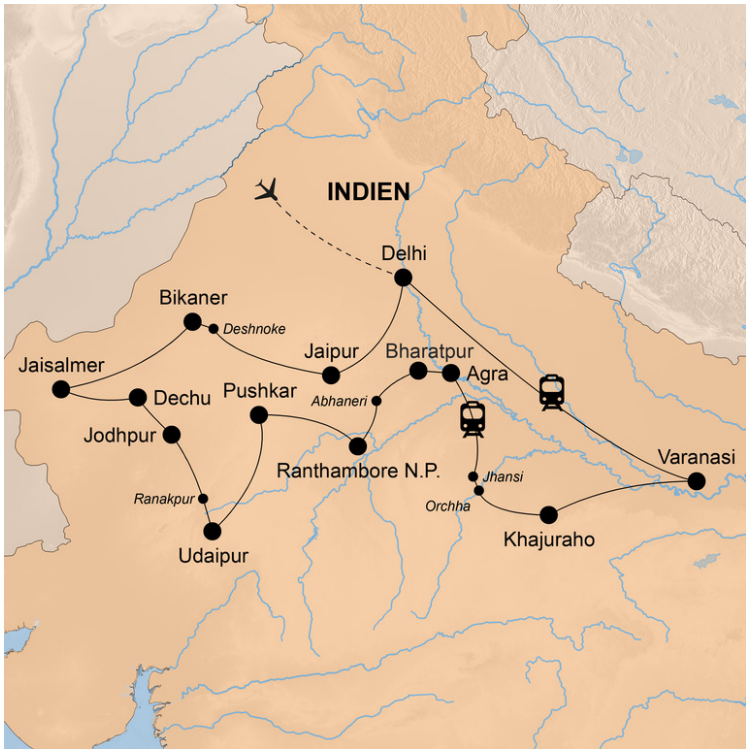 INDIEN
Delhi
Bikaner
Deshnoke
Jaipur
Bharatpur
Jaisalmer
Agra
Dechu
Pushkar
Abhaneri
Jodhpur
Ranthambore N.P.
Varanasi
Jhansi
Ranakpur
Orchha
Udaipur
Khajuraho